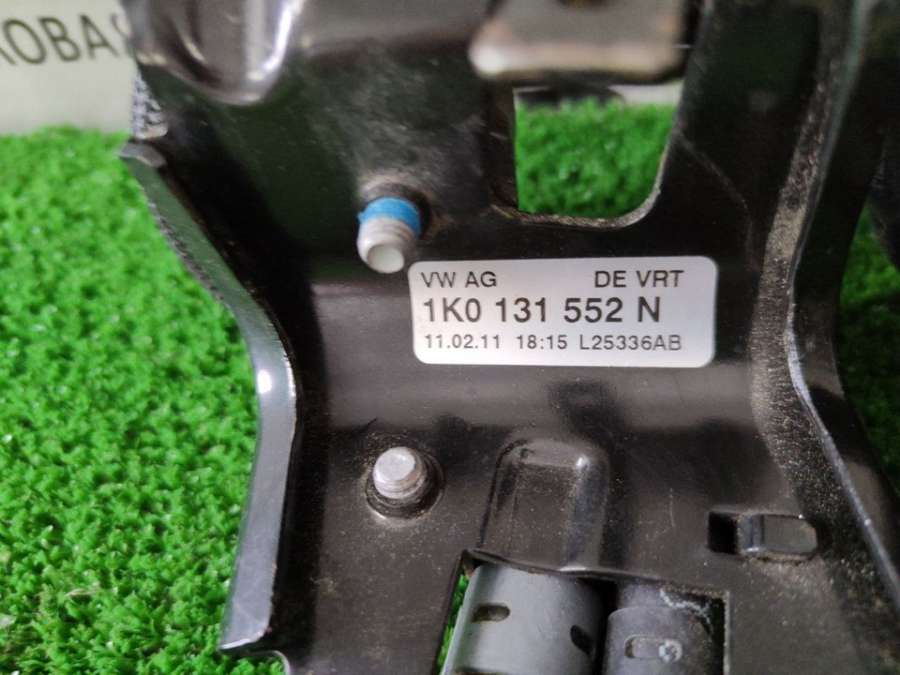 VW AG DE VRT
1K0 131 552 N
11.02.11 18:15 L25336AB